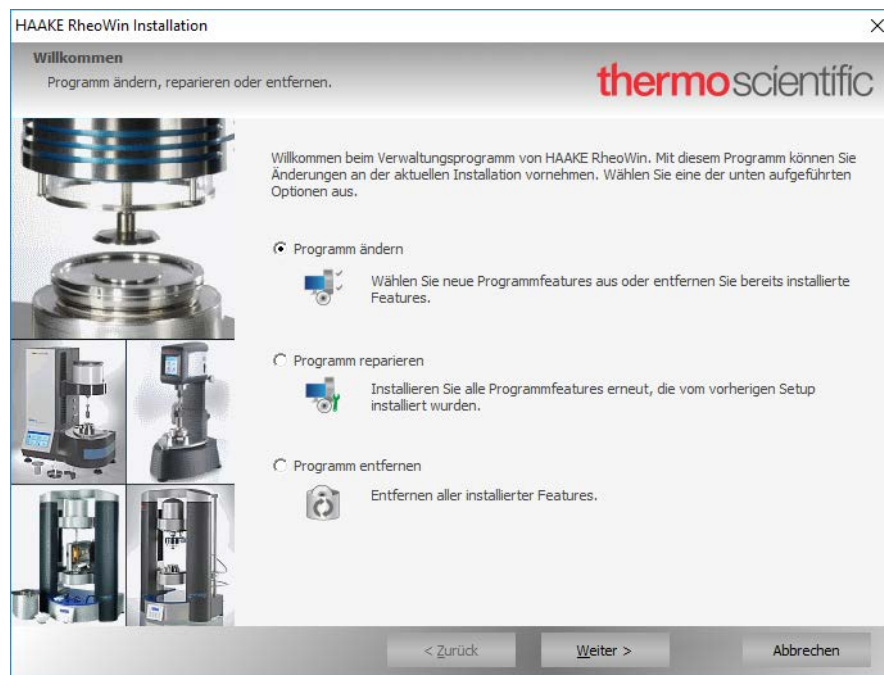 HAAKE RheoWin Installation
Willkommen
Programm ändern, reparieren oder entfernen.
thermoscientific
Willkommen beim Verwaltungsprogramm von HAAKE RheoWin. Mit diesem Programm können Sie
Änderungen an der aktuellen Installation vornehmen. Wählen Sie eine der unten aufgeführten
Optionen aus.
Programm ändern
Wählen Sie neue Programmfeatures aus oder entfernen Sie bereits installierte
Features.
Programm reparieren
Installieren Sie alle Programmfeatures erneut, die vom vorherigen Setup
installiert wurden.
Programm entfernen
Entfernen aller installierter Features.
< Zurück
Weiter >
Abbrechen